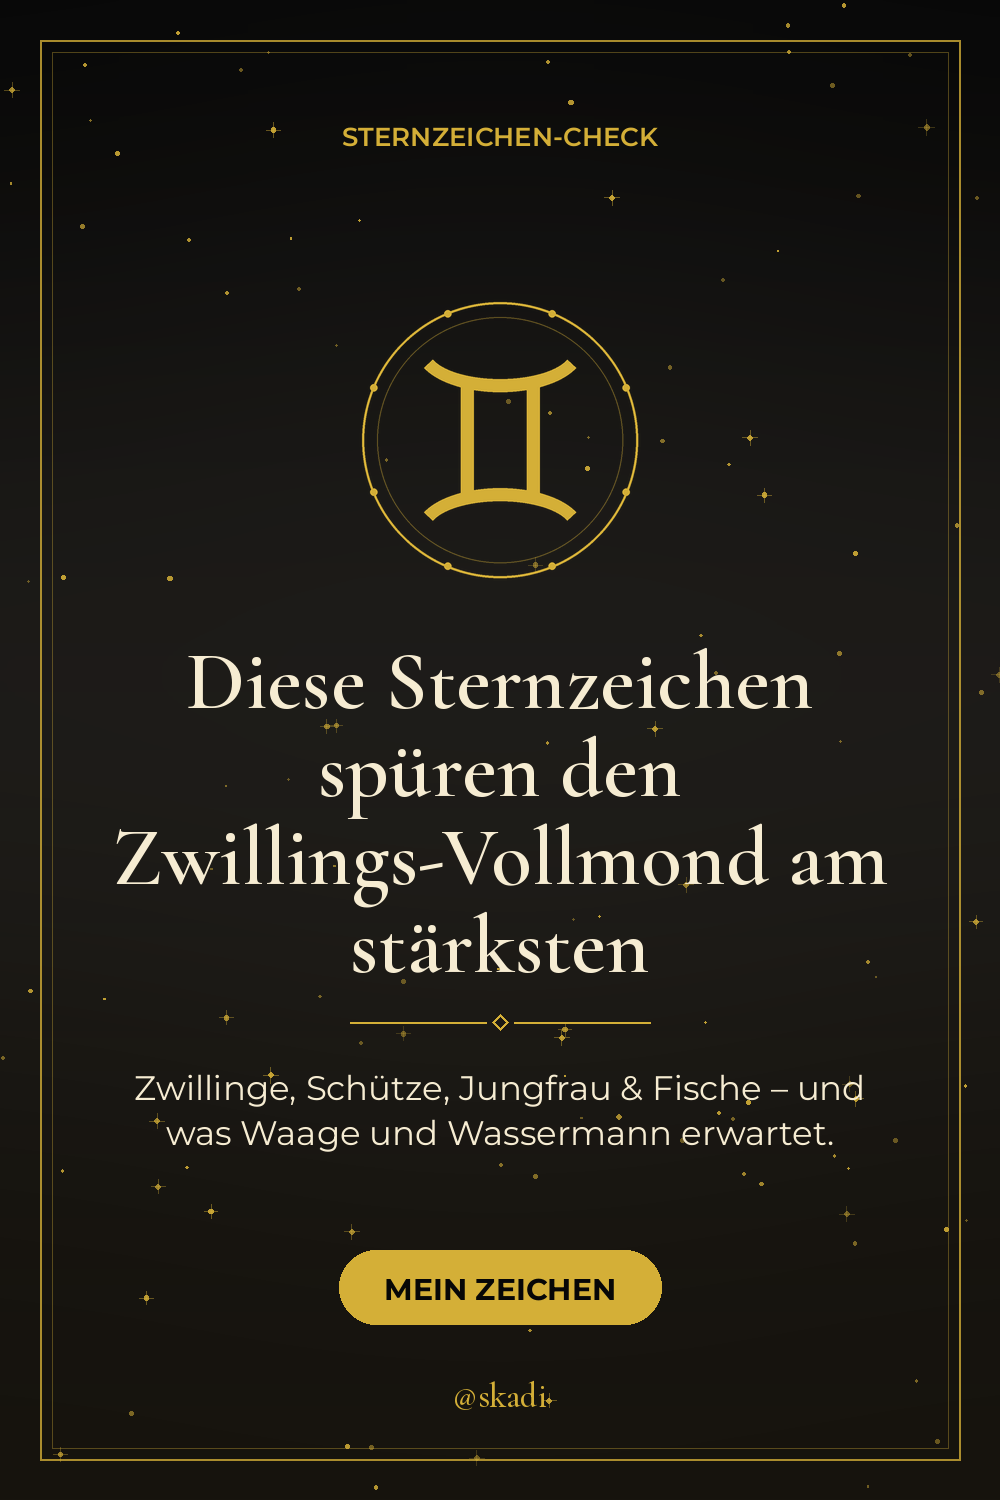 STERNZEICHEN-CHECK
Diese Sternzeichen
spüren den
Zwillings-Vollmond am
stärksten
Zwillinge, Schütze, Jungfrau & Fische – und
was Waage und Wassermann erwartet.
MEIN ZEICHEN
@skadi